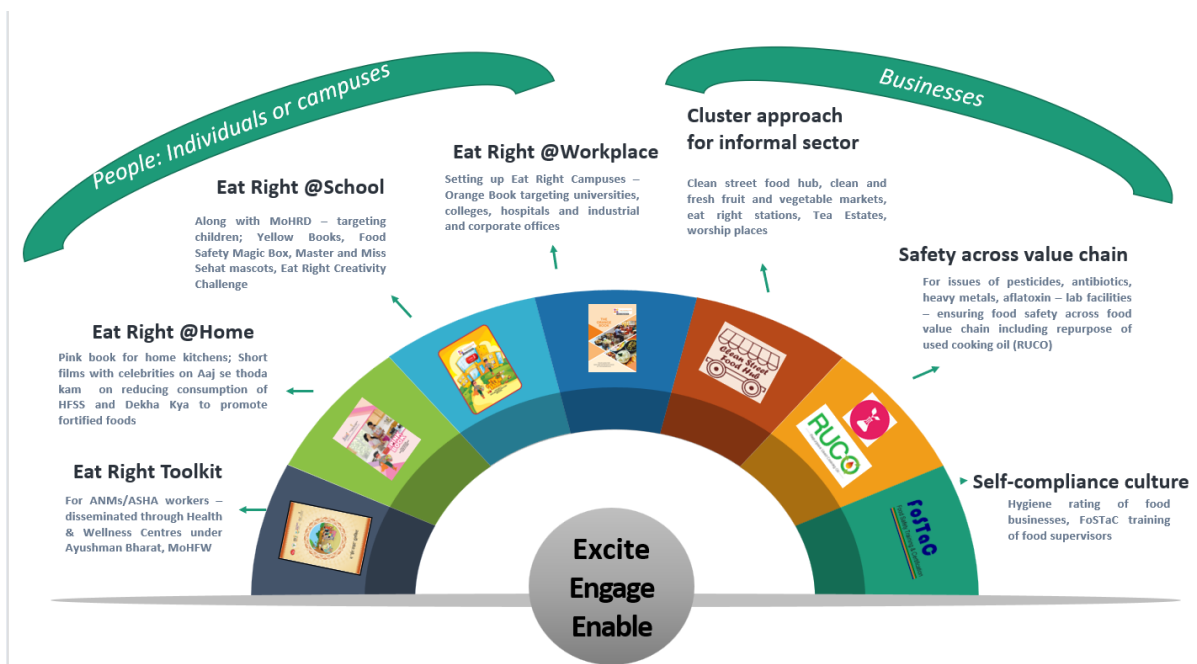 People: Individuals or campuses
Businesses
Eat Right @Workplace
Setting up Eat Right Campuses –
Orange Book targeting universities,
colleges, hospitals and industrial
and corporate offices
Cluster approach
for informal sector
Clean street food hub, clean and
fresh fruit and vegetable markets,
eat right stations, Tea Estates,
worship places
Eat Right @School
Along with MoHRD – targeting
children; Yellow Books, Food
Safety Magic Box, Master and Miss
Sehat mascots, Eat Right Creativity
Challenge
Safety across value chain
For issues of pesticides, antibiotics,
heavy metals, aflatoxin – lab facilities
– ensuring food safety across food
value chain including repurpose of
used cooking oil (RUCO)
Eat Right @Home
Pink book for home kitchens; Short
films with celebrities on Aaj se thoda
kam on reducing consumption of
HFSS and Dekha Kya to promote
fortified foods
Eat Right Toolkit
For ANMs/ASHA workers –
disseminated through Health
& Wellness Centres under
Ayushman Bharat, MoHFW
Self-compliance culture
Hygiene rating of food
businesses, FoSTaC training
of food supervisors
Clean Street
Food Hub
RUCO
FoSTaC
Food Safety Training & Certification
Excite
Engage
Enable